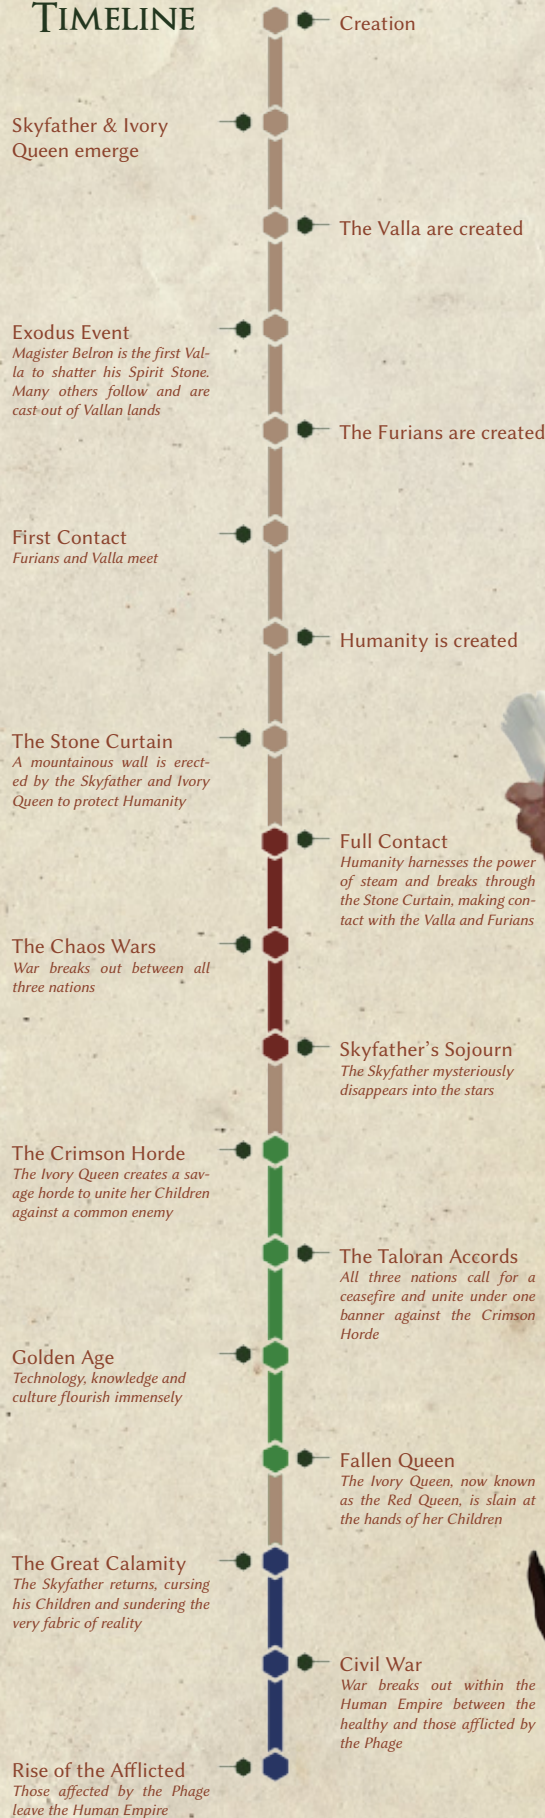 TIMELINE
Creation
Skyfather & Ivory
Queen emerge
The Valla are created
Exodus Event
Magister Belron is the first Val-
la to shatter his Spirit Stone.
Many others follow and are
cast out of Vallan lands
The Furians are created
First Contact
Furians and Valla meet
Humanity is created
The Stone Curtain
A mountainous wall is erect-
ed by the Skyfather and Ivory
Queen to protect Humanity
Full Contact
Humanity harnesses the power
of steam and breaks through
the Stone Curtain, making con-
tact with the Valla and Furians
The Chaos Wars
War breaks out between all
three nations
Skyfather's Sojourn
The Skyfather mysteriously
disappears into the stars
The Crimson Horde
The Ivory Queen creates a sav-
age horde to unite her Children
against a common enemy
The Taloran Accords
All three nations call for a
ceasefire and unite under one
banner against the Crimson
Horde
Golden Age
Technology, knowledge and
culture flourish immensely
Fallen Queen
The Ivory Queen, now known
as the Red Queen, is slain at
the hands of her Children
The Great Calamity
The Skyfather returns, cursing
his Children and sundering the
very fabric of reality
Civil War
War breaks out within the
Human Empire between the
healthy and those afflicted by
the Phage
Rise of the Afflicted
Those affected by the Phage
leave the Human Empire